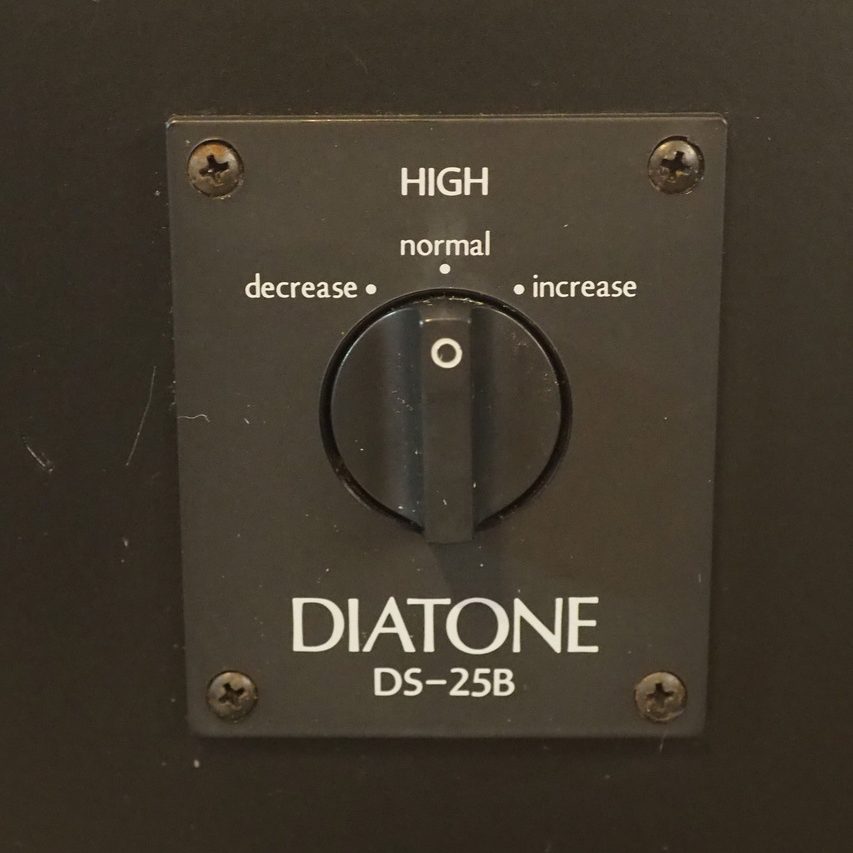 HIGH
normal
decrease • • increase
DIATONE
DS-25B